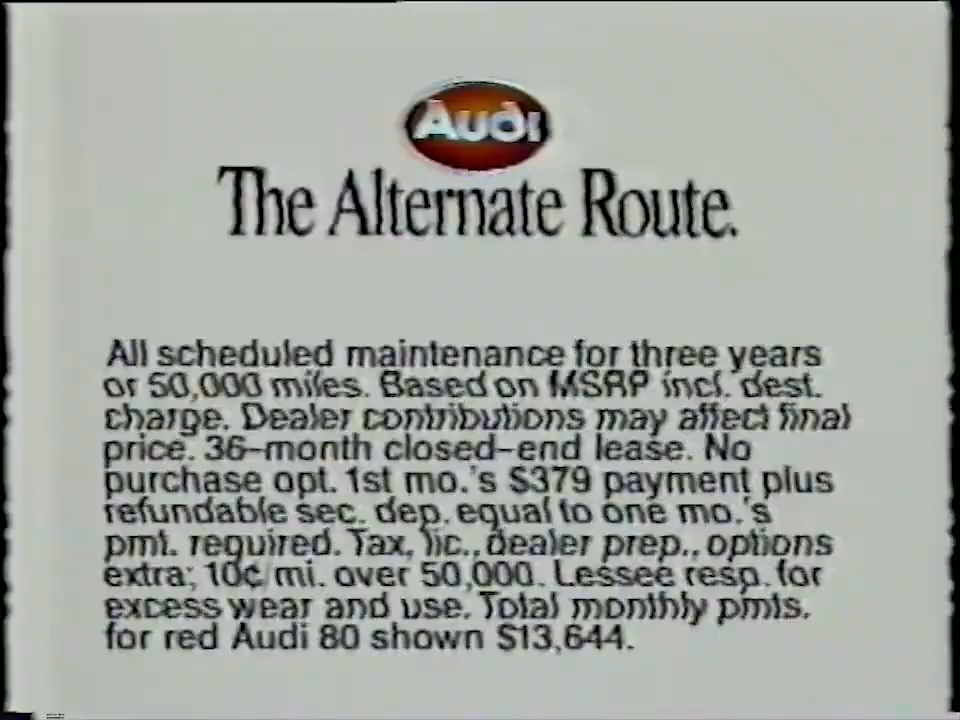 Audi
The Alternate Route.
All scheduled maintenance for three years
or 50,000 miles. Based on MSRP incl. dest.
charge. Dealer contributions may affect final
price. 36-month closed-end lease. No
purchase opt. 1st mo.'s $379 payment plus
refundable sec. dep. equal to one mo.'s
pmt. required. Tax, lic., dealer prep., options
extra; 10¢/mi. over 50,000. Lessee resp. for
excess wear and use. Total monthly pmts.
for red Audi 80 shown $13,644.